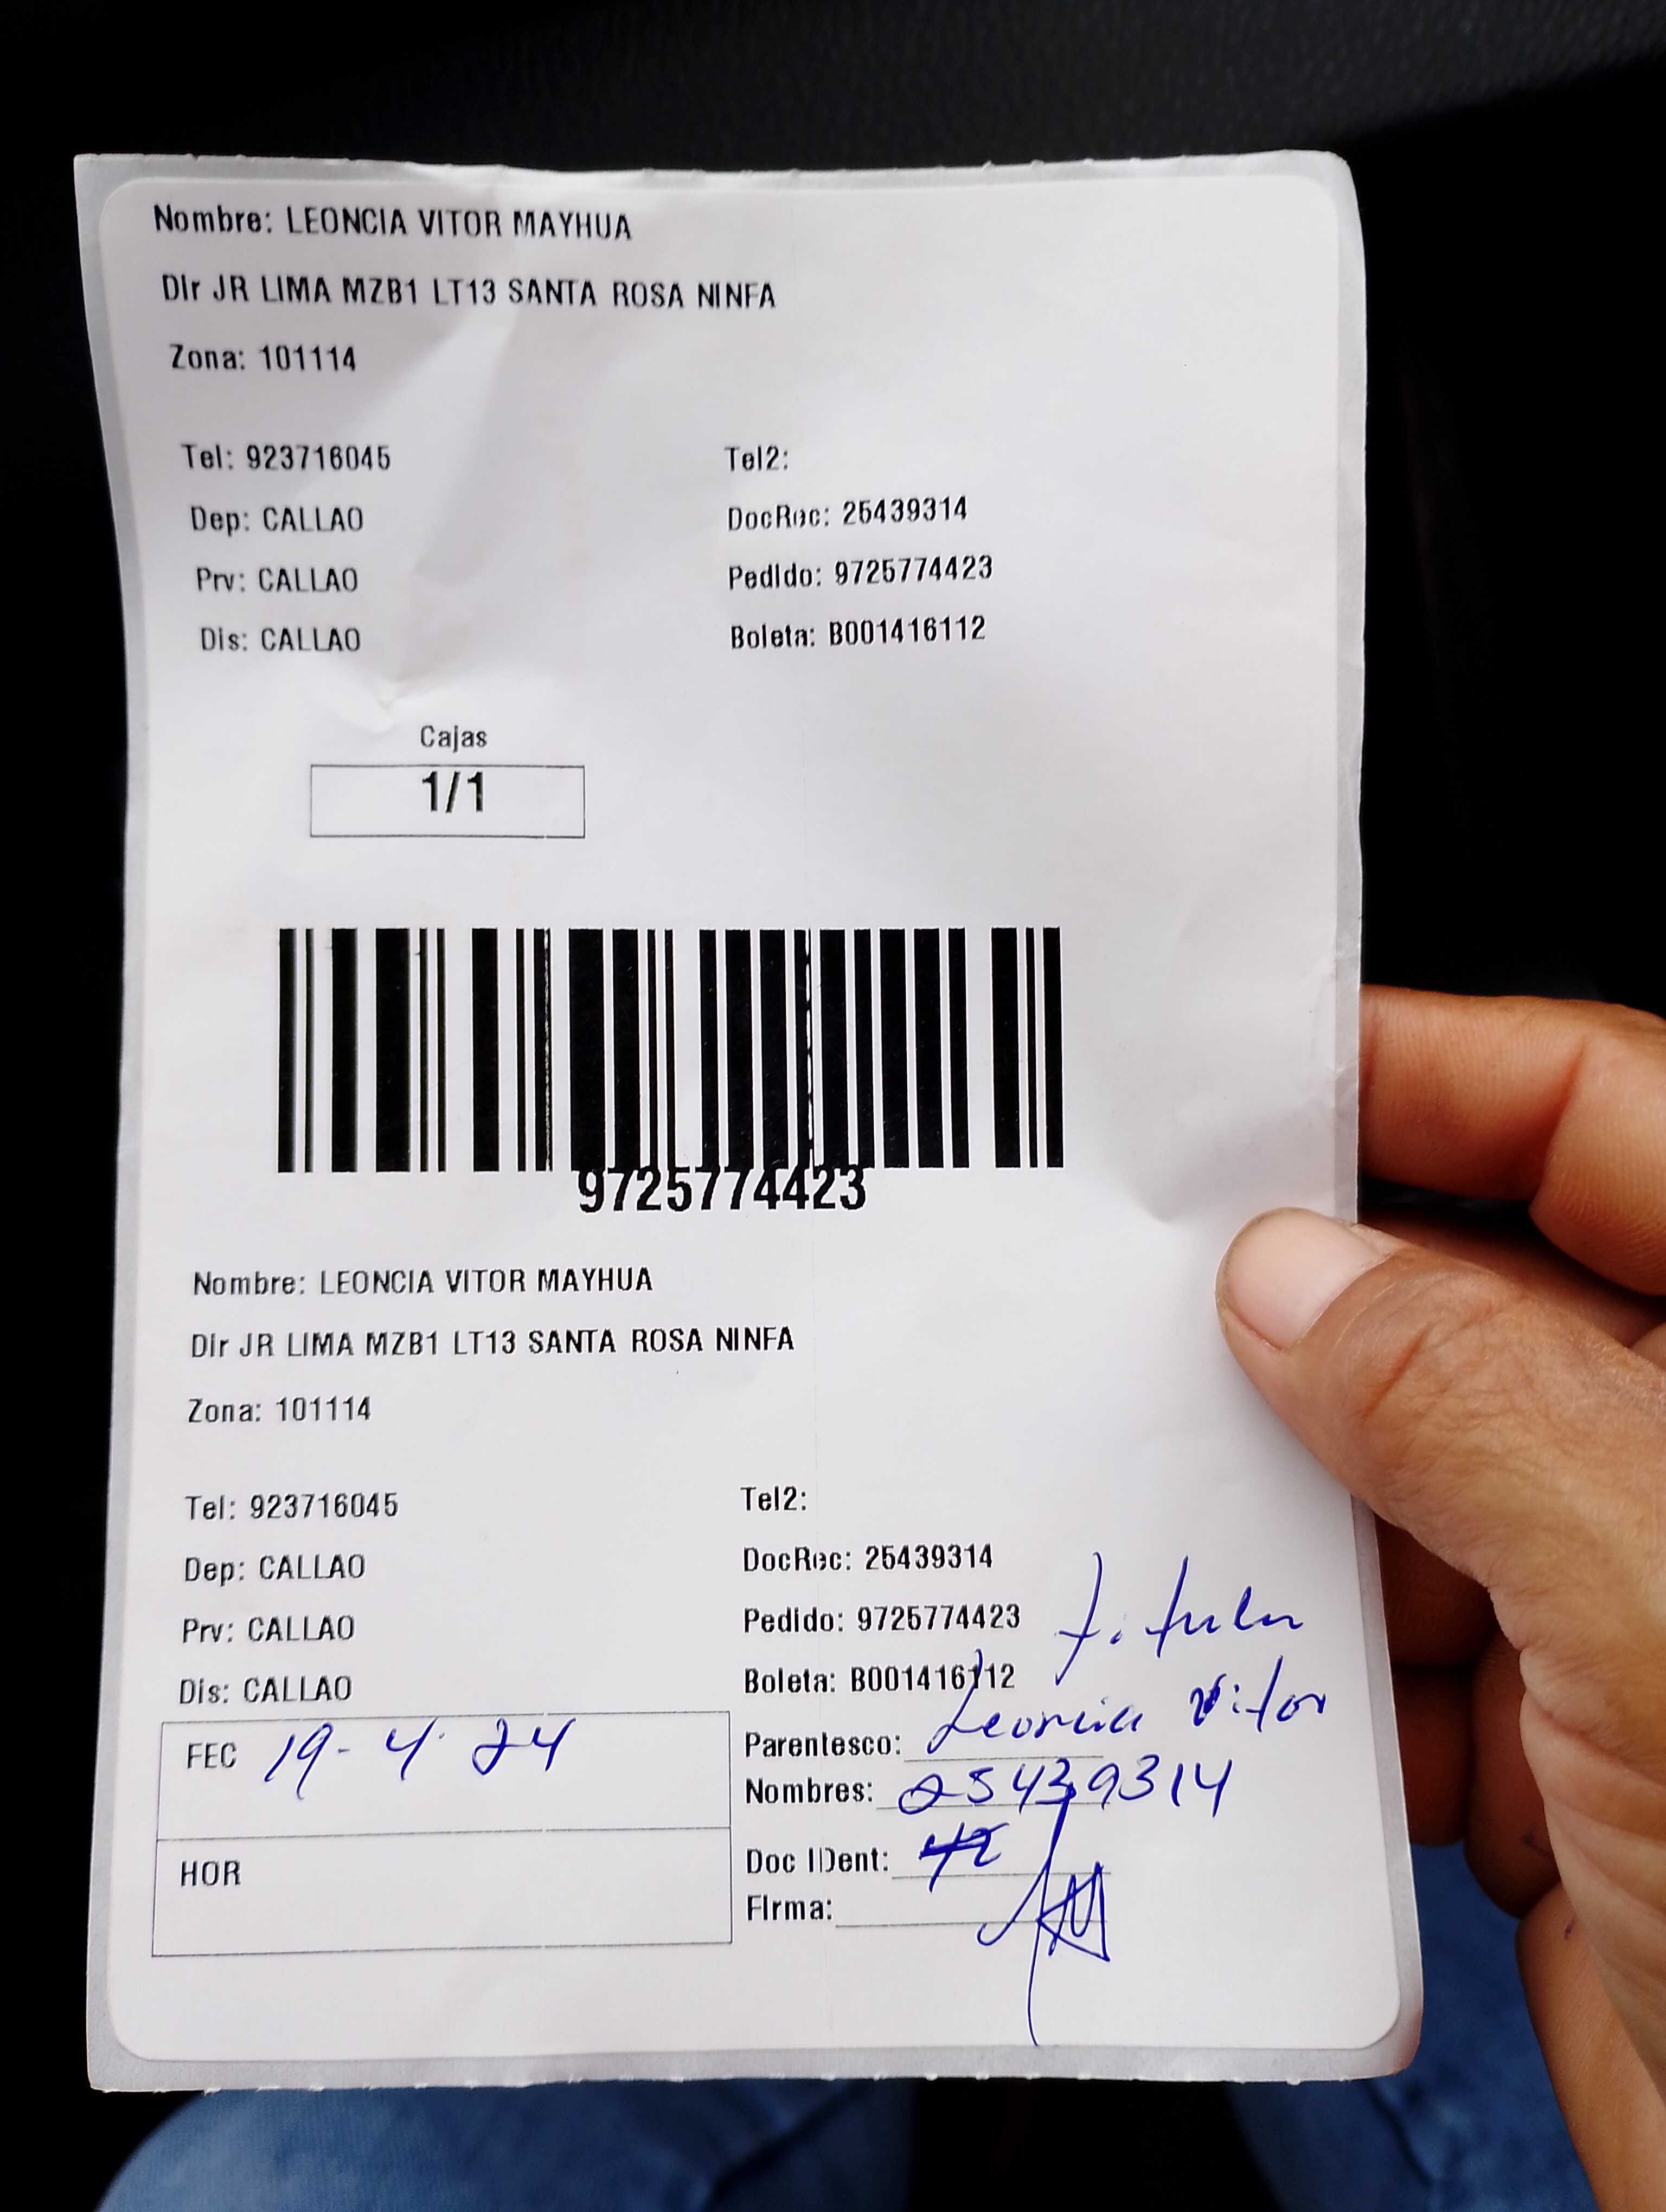 Nombre: LEONCIA VITOR MAYHUA
Dir JR LIMA MZB1 LT13 SANTA ROSA NINFA
Zona: 101114
Tel: 923716045 Tel2:
Dep: CALLAO DocRec: 25439314
Prv: CALLAO Pedido: 9725774423
Dis: CALLAO Boleta: B001416112
Cajas
1/1
9725774423
Nombre: LEONCIA VITOR MAYHUA
Dir JR LIMA MZB1 LT13 SANTA ROSA NINFA
Zona: 101114
Tel: 923716045 Tel2:
Dep: CALLAO DocRec: 25439314
Prv: CALLAO Pedido: 9725774423 titular
Dis: CALLAO Boleta: B001416112
FEC 19-4-24 Parentesco: Leoncia Vitor
Nombres: 25439314
HOR Doc IDent:
Firma: